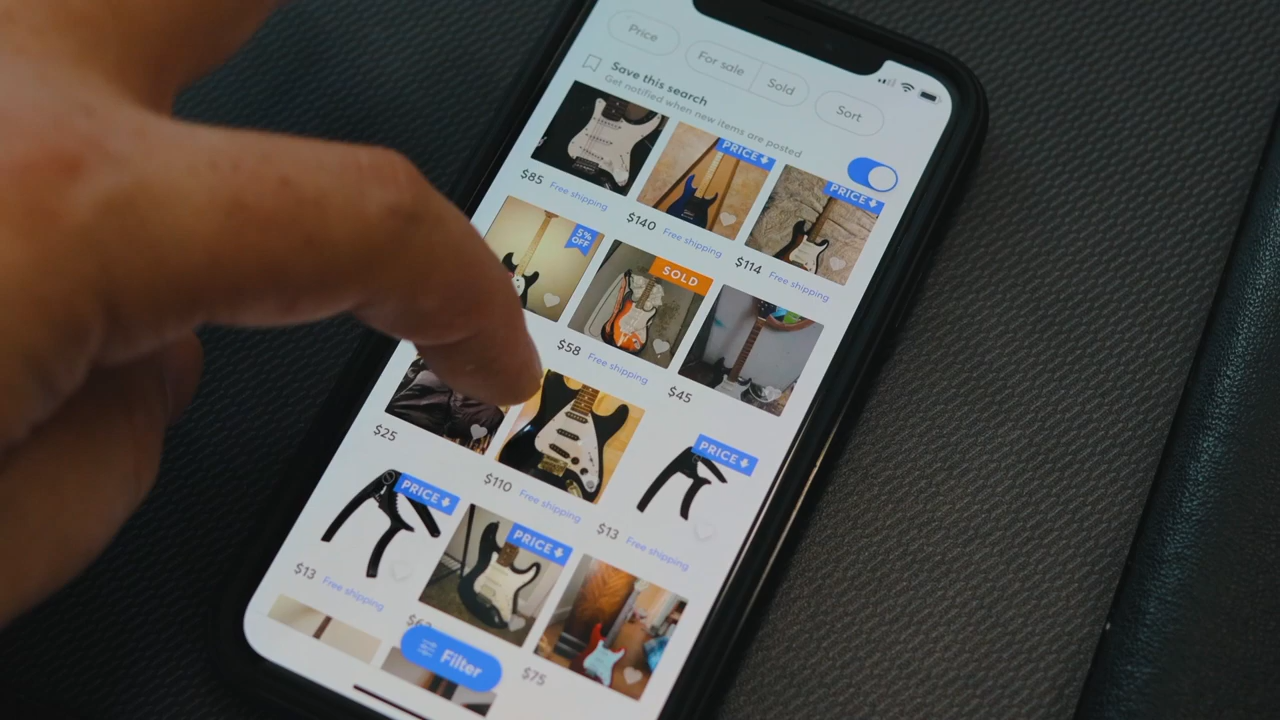 Price
For sale
Sold
Sort
Save this search
Get notified when new items are posted
PRICE
PRICE
$85 Free shipping
$140 Free shipping
$114 Free shipping
5% OFF
SOLD
$58 Free shipping
$45
$25
$110 Free shipping
PRICE
$13 Free shipping
PRICE
$13 Free shipping
PRICE
Filter
$75